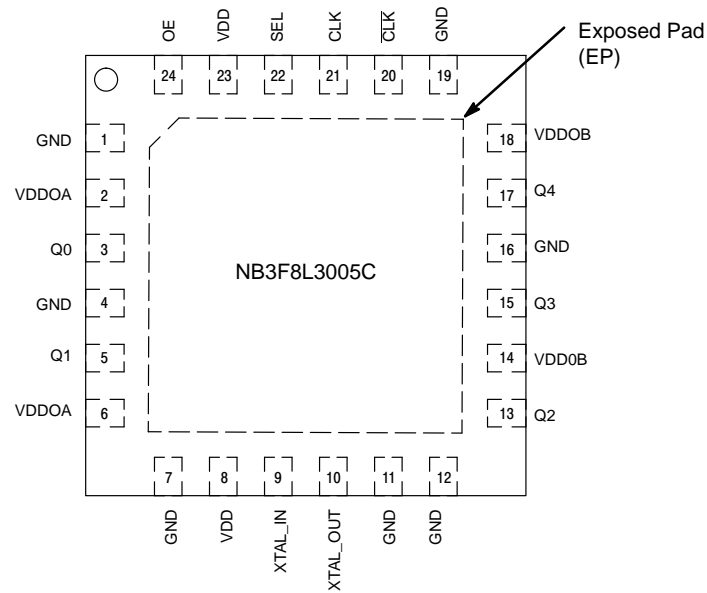 OE VDD SEL CLK CLK GND
Exposed Pad
(EP)
24 23 22 21 20 19
GND 1 18 VDDOB
VDDOA 2 17 Q4
Q0 3 16 GND
NB3F8L3005C
GND 4 15 Q3
Q1 5 14 VDD0B
VDDOA 6 13 Q2
7 8 9 10 11 12
GND VDD XTAL_IN XTAL_OUT GND GND